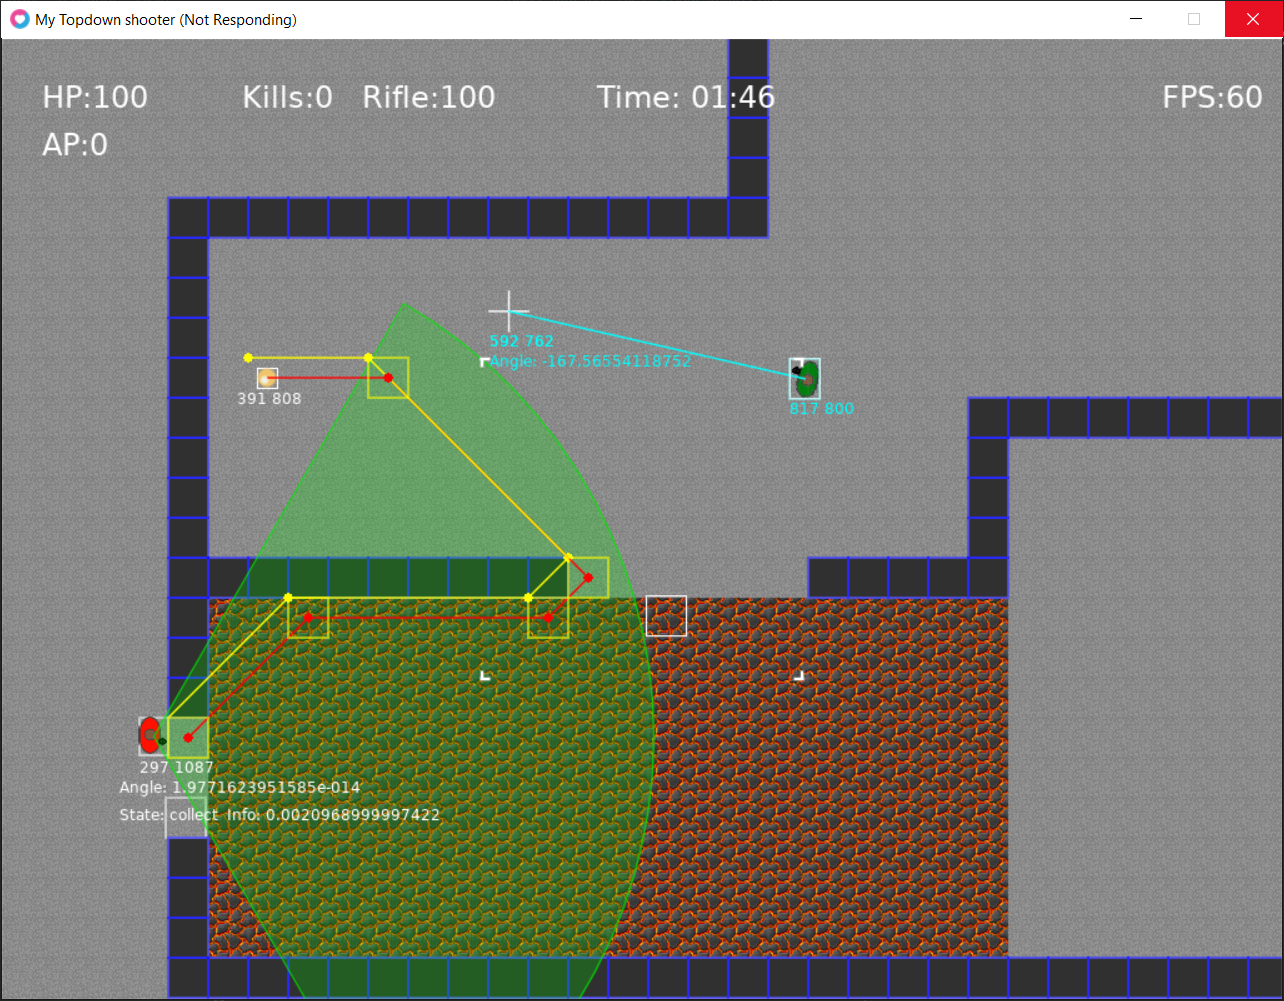 My Topdown shooter (Not Responding)
HP:100 Kills:0 Rifle:100 Time: 01:46 FPS:60
AP:0
592 762
Angle: -167.56554118752
391 808
817 800
297 1087
Angle: 1.9771623951585e-014
State: collect Info: 0.0020968999997422